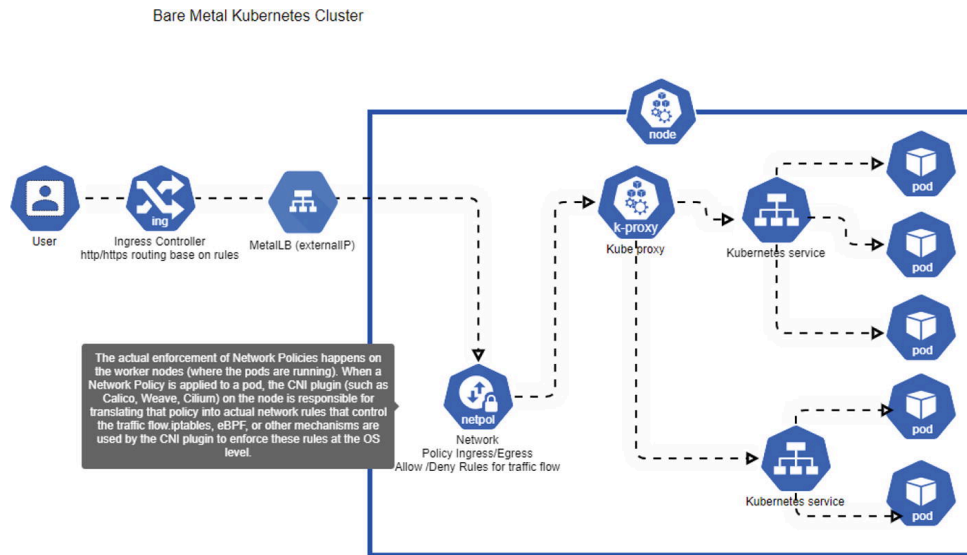 Bare Metal Kubernetes Cluster
node
User
ing
Ingress Controller
http/https routing base on rules
MetalLB (externalIP)
k-proxy
Kube proxy
Kubernetes service
pod
pod
pod
The actual enforcement of Network Policies happens on
the worker nodes (where the pods are running). When a
Network Policy is applied to a pod, the CNI plugin (such as
Calico, Weave, Cilium) on the node is responsible for
translating that policy into actual network rules that control
the traffic flow.iptables, eBPF, or other mechanisms are
used by the CNI plugin to enforce these rules at the OS
level.
netpol
Network
Policy Ingress/Egress
Allow /Deny Rules for traffic flow
Kubernetes service
pod
pod